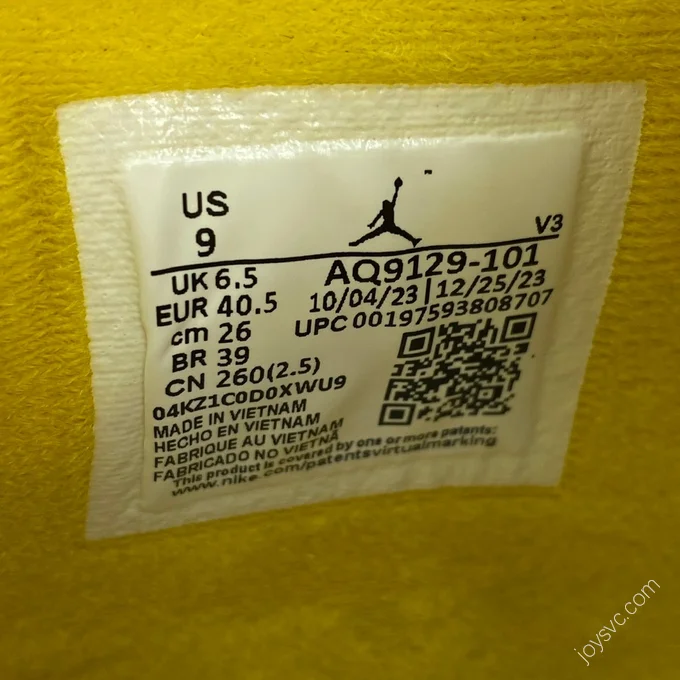 US
9
V3
UK 6.5
AQ9129-101
EUR 40.5
10/04/23|12/25/23
cm 26
UPC 00197593808707
BR 39
CN 260(2.5)
04KZ1C0D0XWU9
MADE IN VIETNAM
HECHO EN VIETNAM
FABRIQUE AU VIETNAM
FABRICADO NO VIETNÃ
This product is covered by one or more patents:
www.nike.com/patentsvirtualmarking
joysvc.com